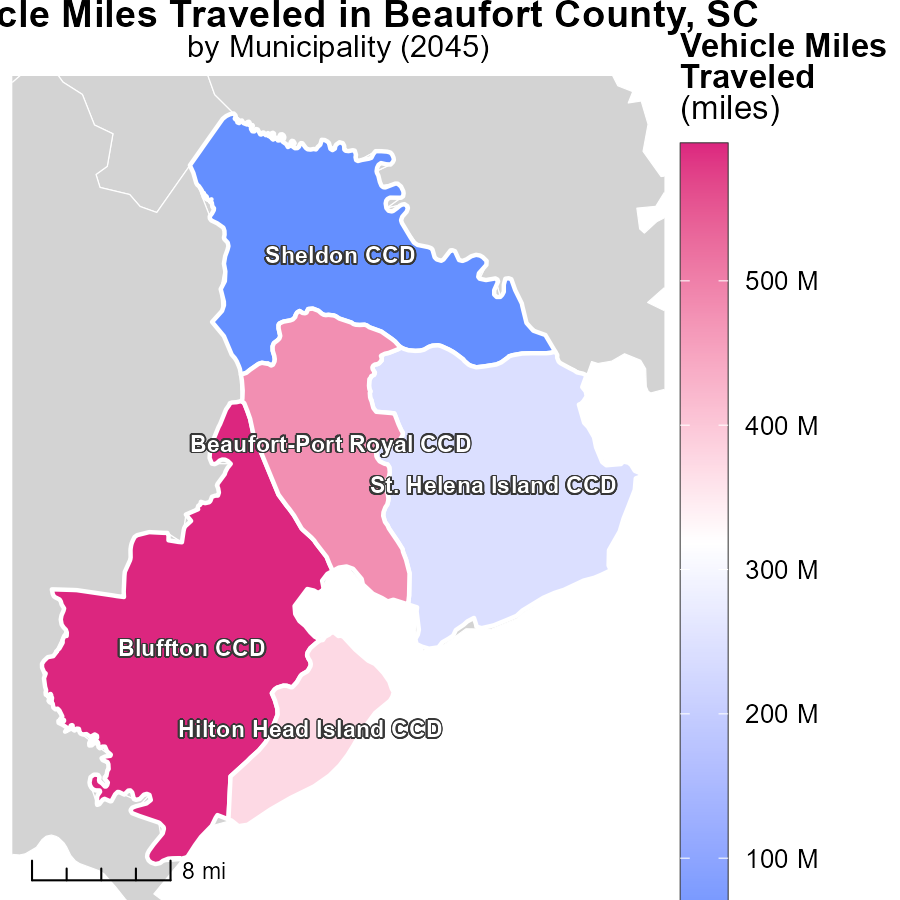 cle Miles Traveled in Beaufort County, SC
by Municipality (2045)
Vehicle Miles
Traveled
(miles)
Sheldon CCD
500 M
400 M
Beaufort-Port Royal CCD
St. Helena Island CCD
300 M
Bluffton CCD
200 M
Hilton Head Island CCD
100 M
8 mi